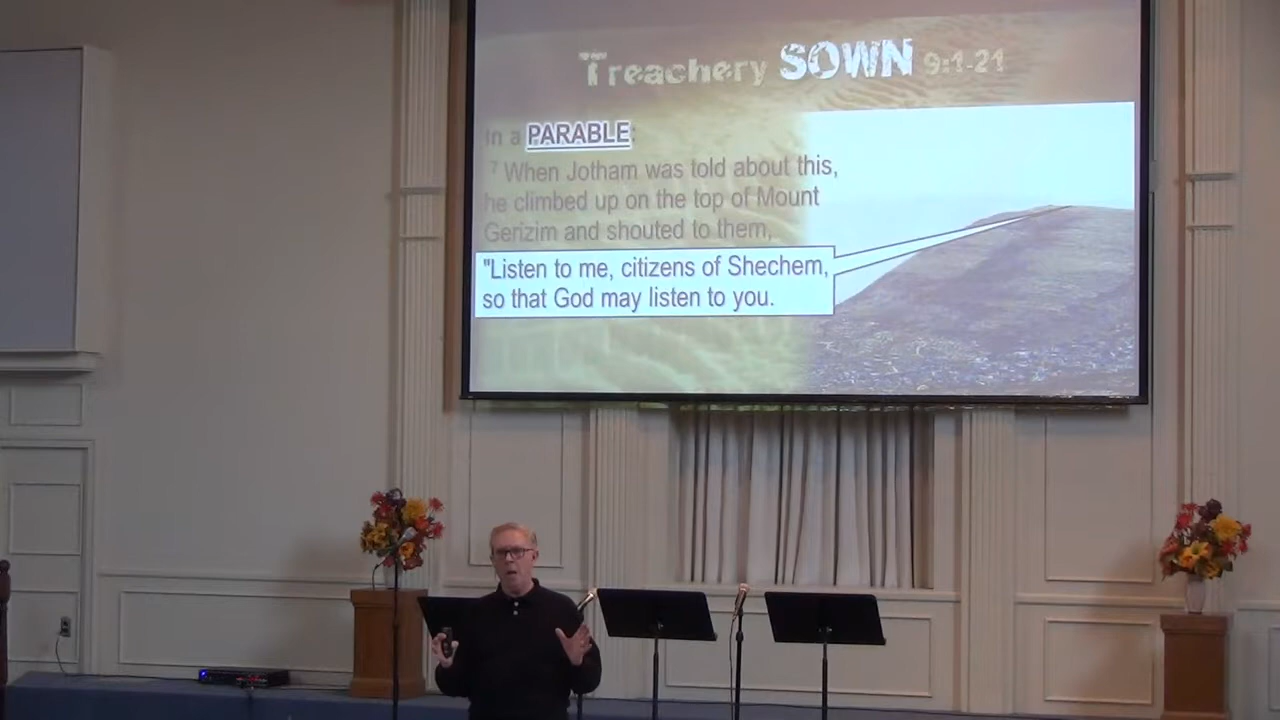 Treachery SOWN 9:1-21
In a PARABLE:
7 When Jotham was told about this,
he climbed up on the top of Mount
Gerizim and shouted to them,
"Listen to me, citizens of Shechem,
so that God may listen to you.